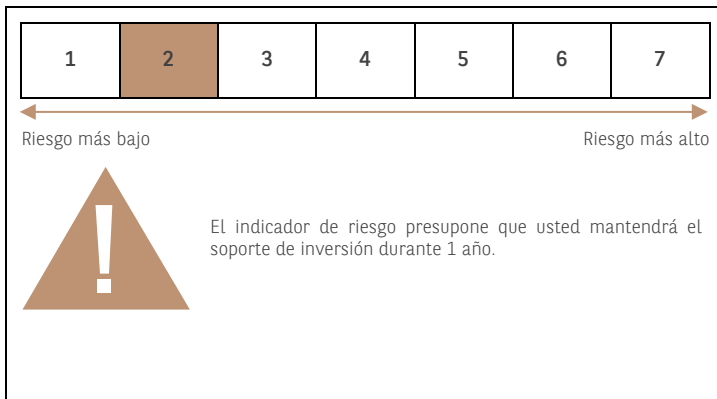 1 2 3 4 5 6 7
Riesgo más bajo Riesgo más alto
!
El indicador de riesgo presupone que usted mantendrá el
soporte de inversión durante 1 año.